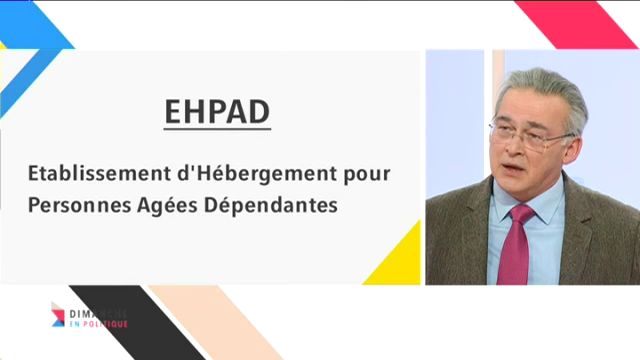 EHPAD
Etablissement d'Hébergement pour
Personnes Agées Dépendantes
DIMANCHE
EN POLITIQUE